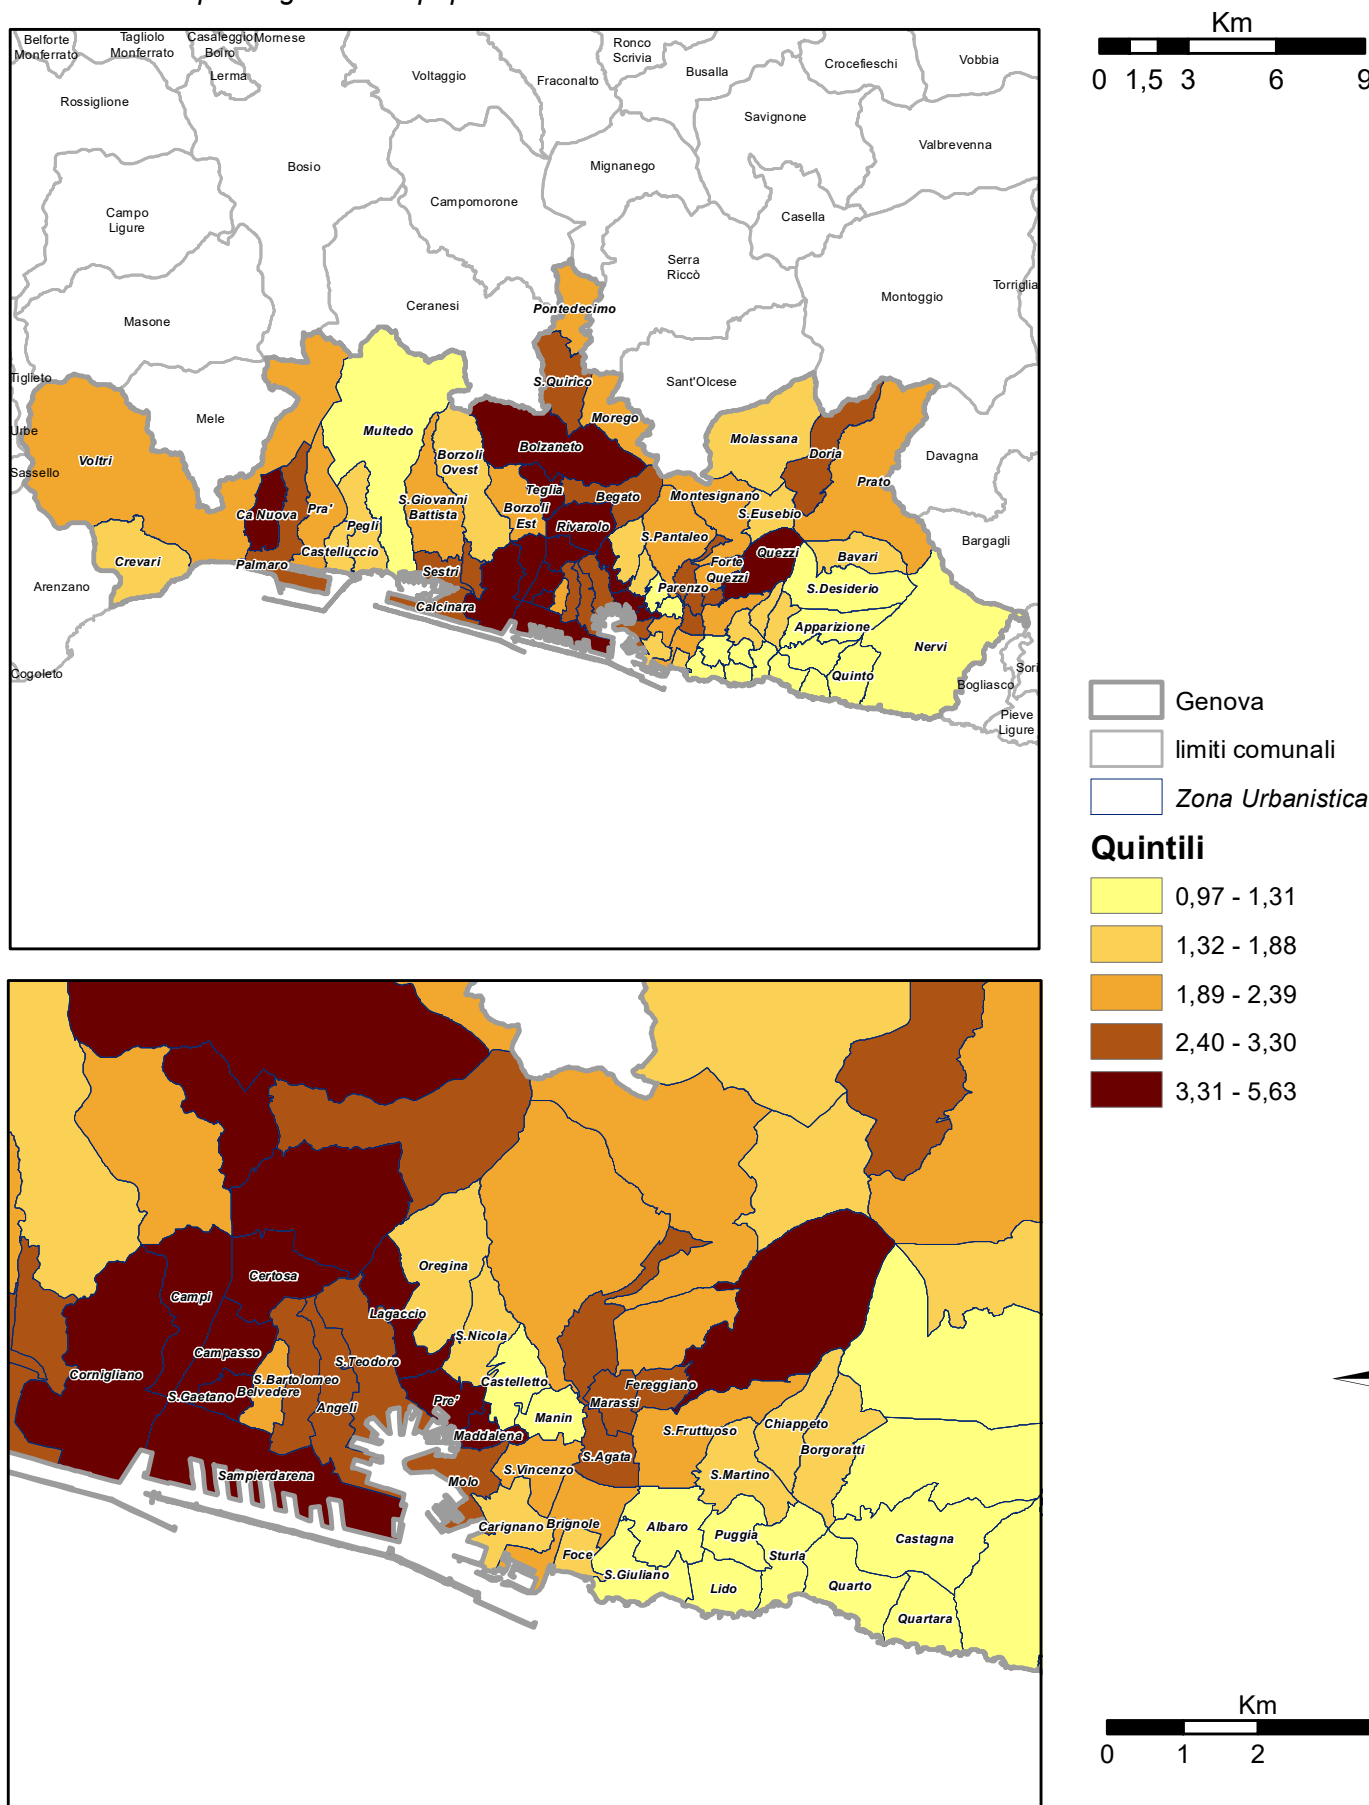 Km
0 1,5 3 6 9
Belforte
Monferrato
Tagliolo
Monferrato
Casaleggio
Boiro
Mornese
Lerma
Rossiglione
Voltaggio
Fraconalto
Ronco
Scrivia
Busalla
Crocefieschi
Vobbia
Savignone
Valbrevenna
Bosio
Mignanego
Campomorone
Campo
Ligure
Casella
Serra
Riccò
Montoggio
Torriglia
Ceranesi
Masone
Pontedecimo
Tiglieto
S.Quirico
Sant'Olcese
Mele
Morego
Urbe
Multedo
Molassana
Bolzaneto
Doria
Davagna
Voltri
Borzoli
Ovest
Sassello
Prato
Teglia
Begato
Montesignano
S.Giovanni
Battista
Pra'
Ca Nuova
Borzoli
Est
S.Eusebio
Pegli
Rivarolo
S.Pantaleo
Bargagli
Castelluccio
Quezzi
Bavari
Crevari
Palmaro
Forte
Quezzi
Sestri
Arenzano
Parenzo
S.Desiderio
Calcinara
Apparizione
Nervi
Cogoleto
Quinto
Sori
Bogliasco
Pieve
Ligure
Genova
limiti comunali
Zona Urbanistica
Quintili
0,97 - 1,31
1,32 - 1,88
1,89 - 2,39
2,40 - 3,30
3,31 - 5,63
Oregina
Certosa
Campi
Lagaccio
S.Nicola
Campasso
S.Teodoro
Cornigliano
S.Bartolomeo
Castelletto
Fereggiano
Belvedere
S.Gaetano
Pre'
Marassi
Angeli
Manin
Chiappeto
Maddalena
S.Fruttuoso
Borgoratti
S.Agata
S.Vincenzo
Sampierdarena
S.Martino
Molo
Carignano
Brignole
Albaro
Puggia
Castagna
Foce
Sturla
S.Giuliano
Lido
Quarto
Quartara
Km
0 1 2